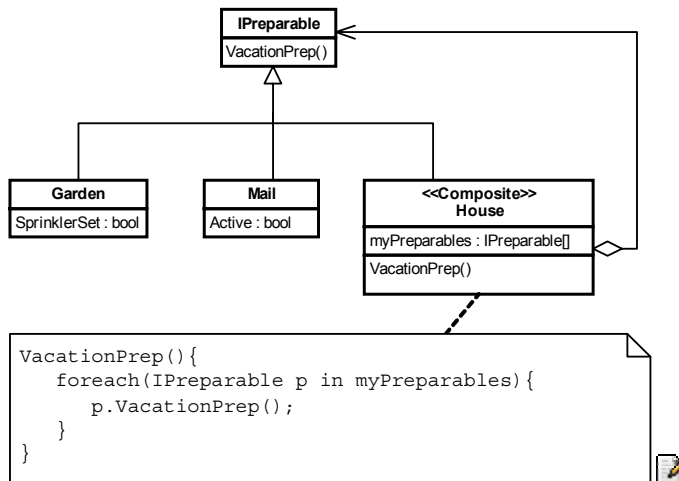 IPreparable
VacationPrep()
Garden
SprinklerSet : bool
Mail
Active : bool
<<Composite>>
House
myPreparables : IPreparable[]
VacationPrep()
VacationPrep(){
foreach(IPreparable p in myPreparables){
p.VacationPrep();
}
}